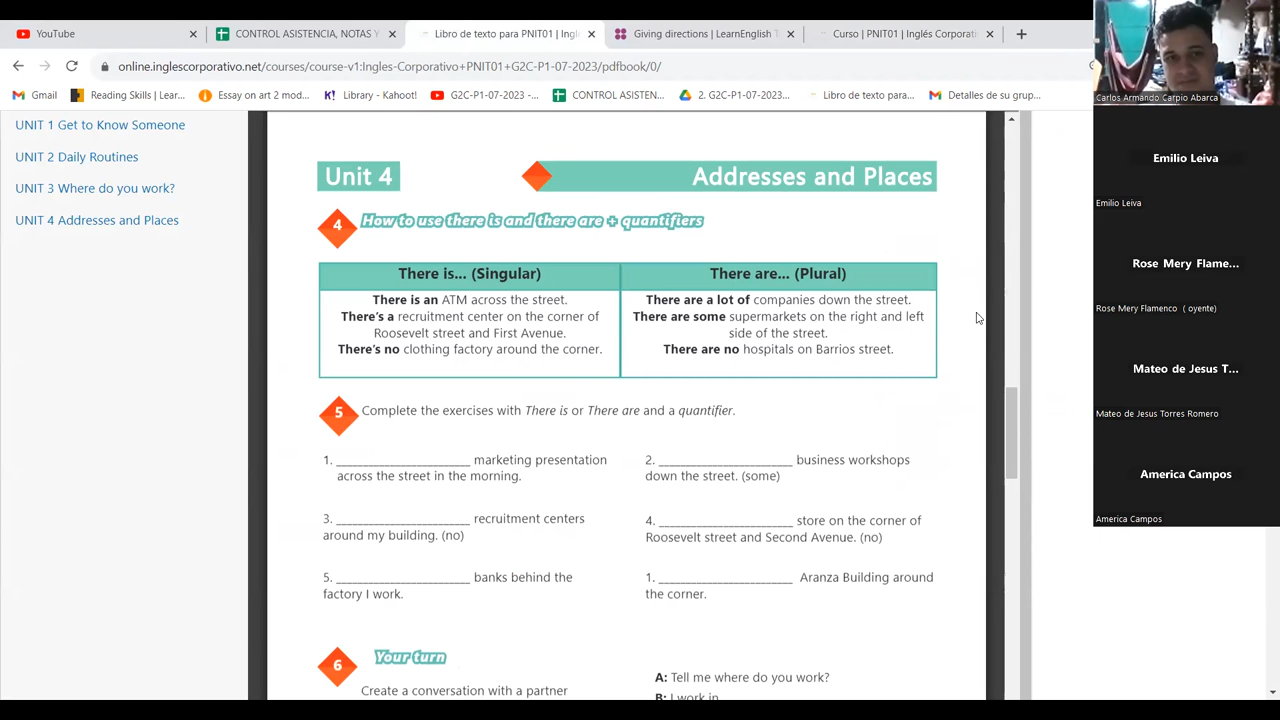 YouTube
CONTROL ASISTENCIA, NOTAS Y
Libro de texto para PNIT01 | Ingl
Giving directions | LearnEnglish T
Curso | PNIT01 | Inglés Corporati
online.inglescorporativo.net/courses/course-v1:Ingles-Corporativo+PNIT01+G2C-P1-07-2023/pdfbook/0/
Gmail
Reading Skills | Lear...
Essay on art 2 mod...
Library - Kahoot!
G2C-P1-07-2023 -...
CONTROL ASISTEN...
2. G2C-P1-07-2023...
Libro de texto para...
Detalles de su grup...
UNIT 1 Get to Know Someone
UNIT 2 Daily Routines
UNIT 3 Where do you work?
UNIT 4 Addresses and Places
Unit 4
Addresses and Places
4 How to use there is and there are + quantifiers
There is... (Singular)
There is an ATM across the street.
There's a recruitment center on the corner of
Roosevelt street and First Avenue.
There's no clothing factory around the corner.
There are... (Plural)
There are a lot of companies down the street.
There are some supermarkets on the right and left
side of the street.
There are no hospitals on Barrios street.
5 Complete the exercises with There is or There are and a quantifier.
1. ______________________ marketing presentation
across the street in the morning.
2. ______________________ business workshops
down the street. (some)
3. ______________________ recruitment centers
around my building. (no)
4. ______________________ store on the corner of
Roosevelt street and Second Avenue. (no)
5. ______________________ banks behind the
factory I work.
1. ______________________ Aranza Building around
the corner.
6 Your turn
Create a conversation with a partner
A: Tell me where do you work?
B: I work in
Carlos Armando Carpio Abarca
Emilio Leiva
Emilio Leiva
Rose Mery Flame...
Rose Mery Flamenco ( oyente)
Mateo de Jesus T...
Mateo de Jesus Torres Romero
America Campos
America Campos